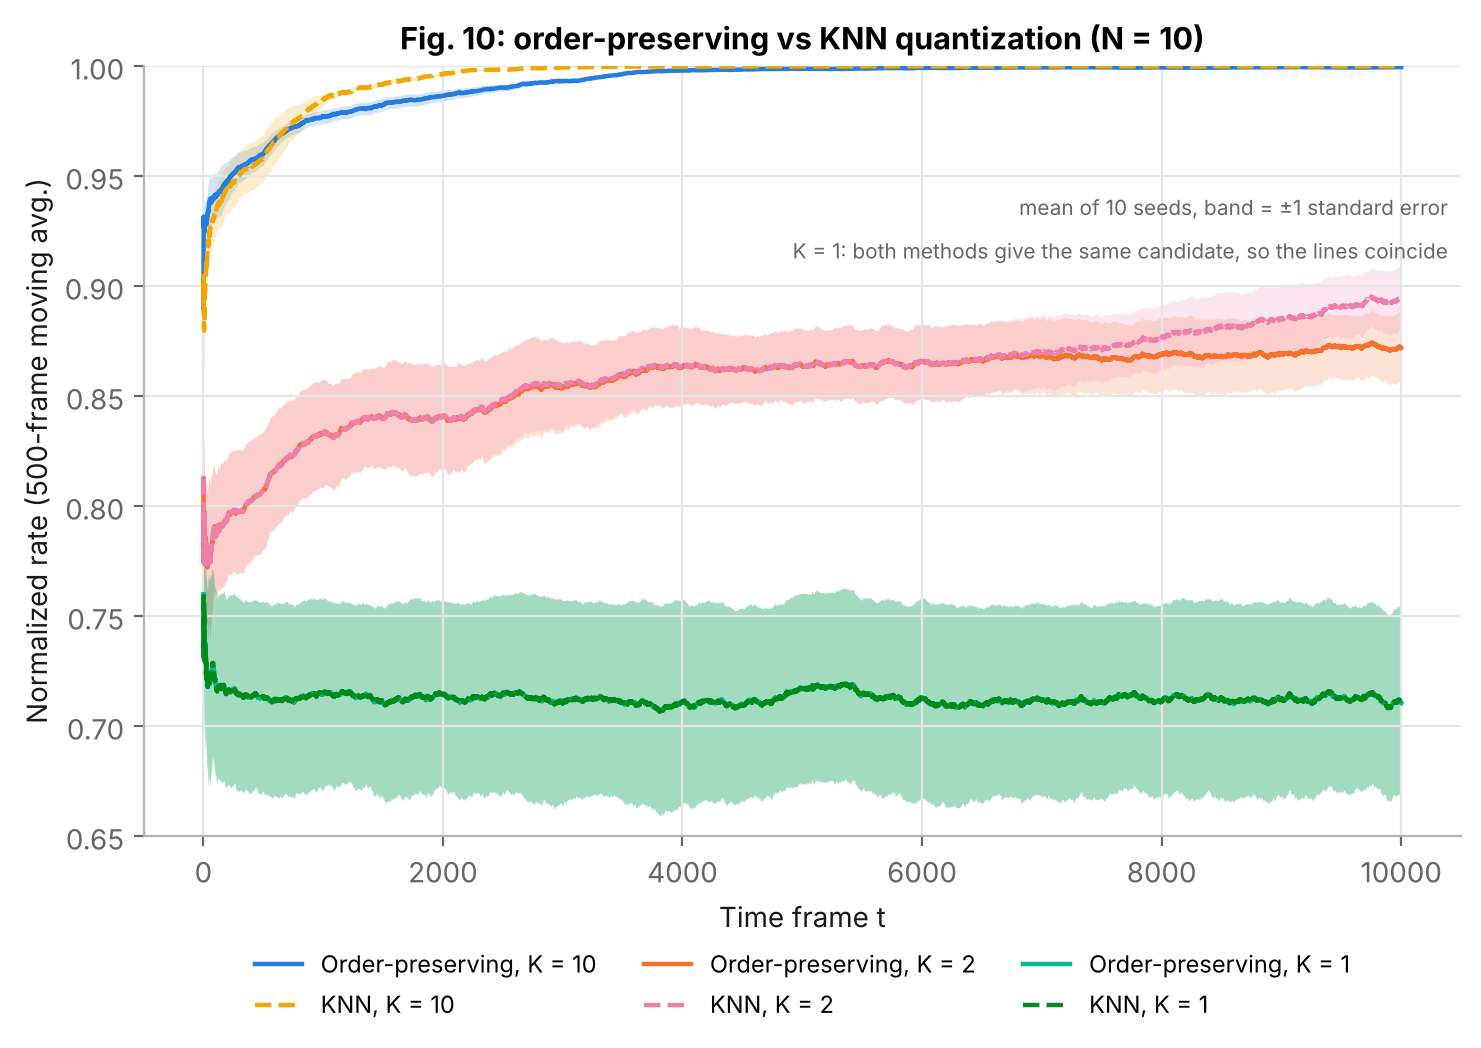 Fig. 10: order-preserving vs KNN quantization (N = 10)
Normalized rate (500-frame moving avg.)
1.00
0.95
0.90
0.85
0.80
0.75
0.70
0.65
mean of 10 seeds, band = ±1 standard error
K = 1: both methods give the same candidate, so the lines coincide
0 2000 4000 6000 8000 10000
Time frame t
Order-preserving, K = 10 Order-preserving, K = 2 Order-preserving, K = 1
KNN, K = 10 KNN, K = 2 KNN, K = 1